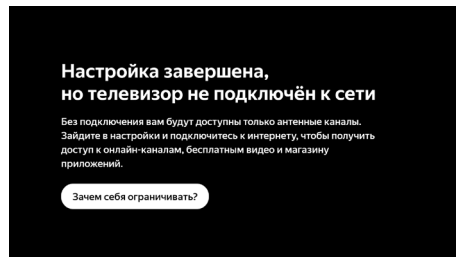 Настройка завершена,
но телевизор не подключён к сети
Без подключения вам будут доступны только антенные каналы.
Зайдите в настройки и подключитесь к интернету, чтобы получить
доступ к онлайн-каналам, бесплатным видео и магазину
приложений.
Зачем себя ограничивать?